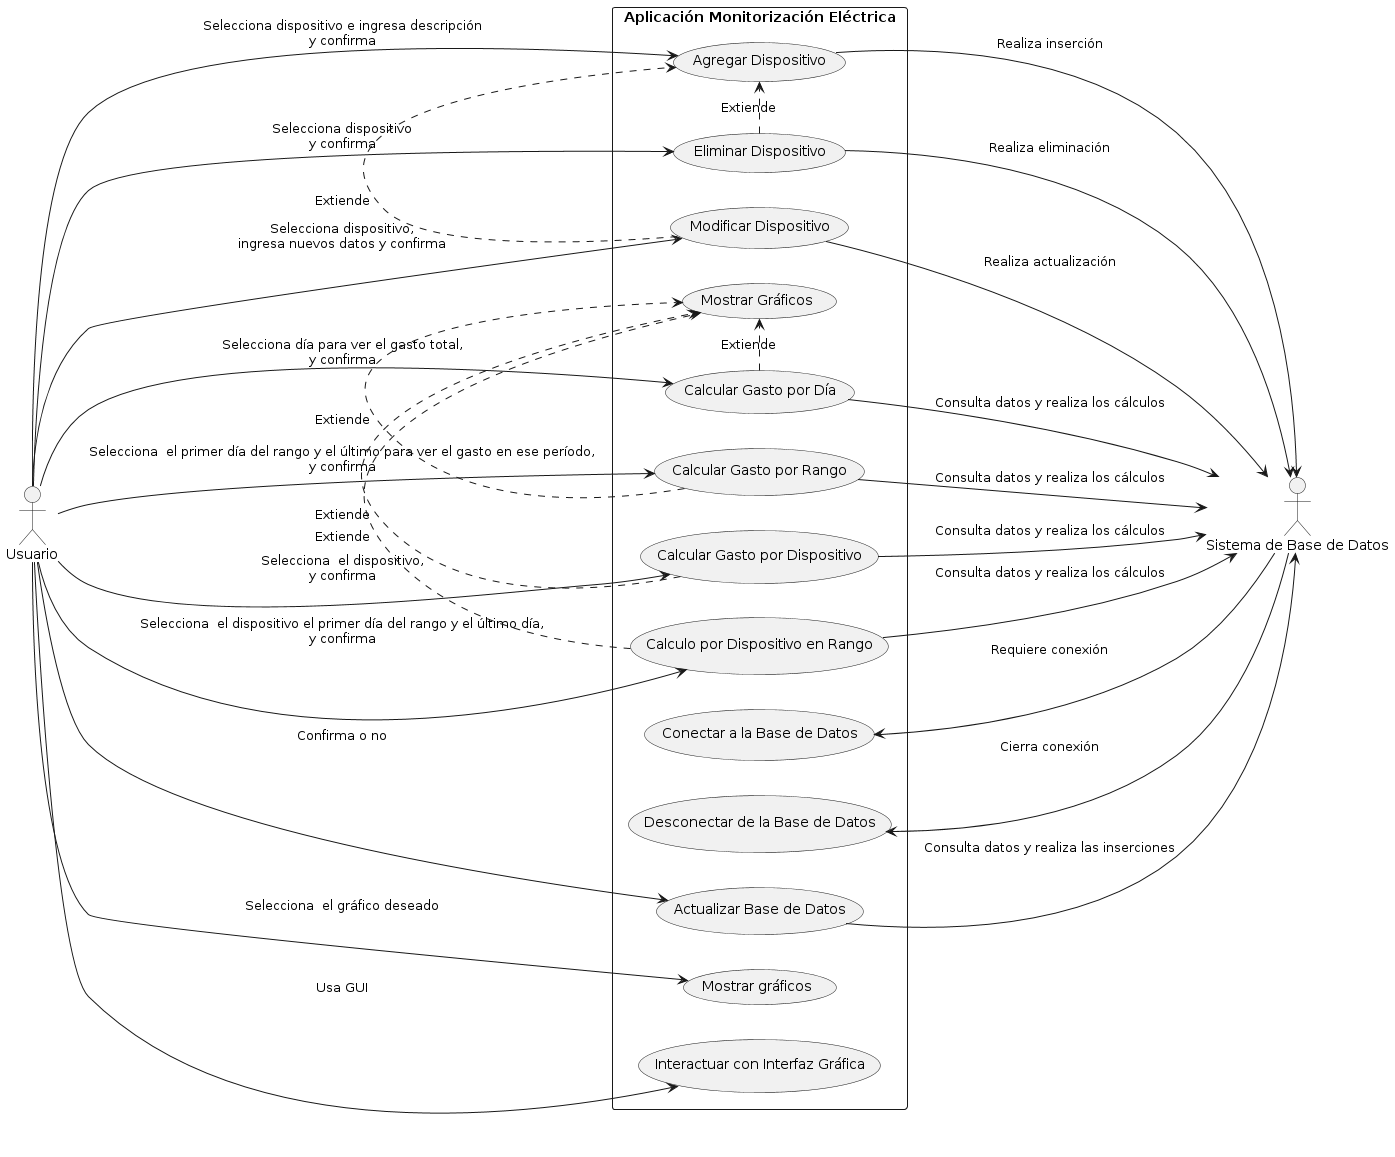 Aplicación Monitorización Eléctrica
Selecciona dispositivo e ingresa descripción
y confirma
Agregar Dispositivo
Realiza inserción
Extiende
Selecciona dispositivo
y confirma
Eliminar Dispositivo
Realiza eliminación
Extiende
Selecciona dispositivo,
ingresa nuevos datos y confirma
Modificar Dispositivo
Realiza actualización
Mostrar Gráficos
Selecciona día para ver el gasto total,
y confirma
Extiende
Calcular Gasto por Día
Consulta datos y realiza los cálculos
Extiende
Selecciona  el primer día del rango y el último para ver el gasto en ese período,
y confirma
Calcular Gasto por Rango
Consulta datos y realiza los cálculos
Extiende
Extiende
Usuario
Sistema de Base de Datos
Selecciona  el dispositivo,
y confirma
Calcular Gasto por Dispositivo
Consulta datos y realiza los cálculos
Consulta datos y realiza los cálculos
Selecciona  el dispositivo el primer día del rango y el último día,
y confirma
Calculo por Dispositivo en Rango
Requiere conexión
Confirma o no
Conectar a la Base de Datos
Cierra conexión
Desconectar de la Base de Datos
Consulta datos y realiza las inserciones
Selecciona  el gráfico deseado
Actualizar Base de Datos
Usa GUI
Mostrar gráficos
Interactuar con Interfaz Gráfica